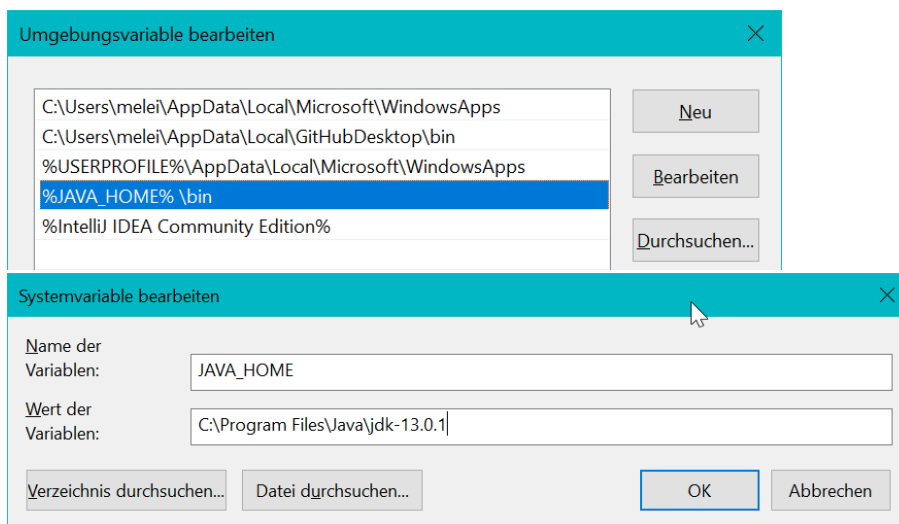 Umgebungsvariable bearbeiten
C:\Users\melei\AppData\Local\Microsoft\WindowsApps
C:\Users\melei\AppData\Local\GitHubDesktop\bin
%USERPROFILE%\AppData\Local\Microsoft\WindowsApps
%JAVA_HOME% \bin
%IntelliJ IDEA Community Edition%
Neu
Bearbeiten
Durchsuchen...
Systemvariable bearbeiten
Name der
Variablen:
JAVA_HOME
Wert der
Variablen:
C:\Program Files\Java\jdk-13.0.1
Verzeichnis durchsuchen...
Datei durchsuchen...
OK
Abbrechen